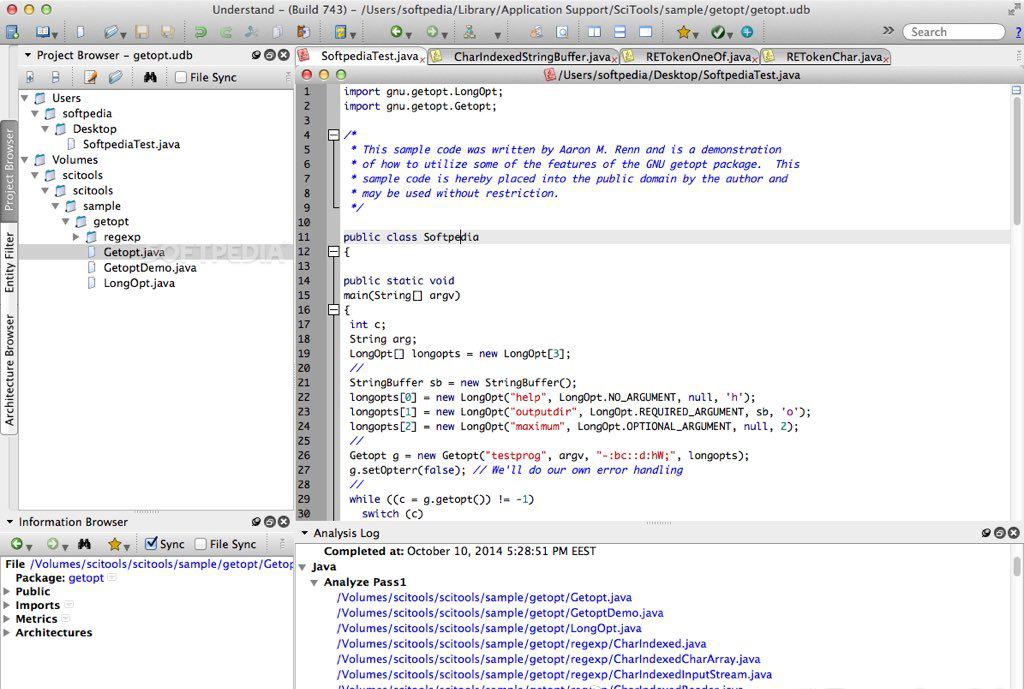 Understand - (Build 743) - /Users/softpedia/Library/Application Support/SciTools/sample/getopt/getopt.udb
Search
Project Browser - getopt.udb
File Sync
Users
softpedia
Desktop
SoftpediaTest.java
Volumes
scitools
scitools
sample
getopt
regexp
Getopt.java
GetoptDemo.java
LongOpt.java
SOFTPEDIA
Project Browser
Entity Filter
Architecture Browser
SoftpediaTest.java
CharIndexedStringBuffer.java
RETokenOneOf.java
RETokenChar.java
/Users/softpedia/Desktop/SoftpediaTest.java
1 import gnu.getopt.LongOpt;
2 import gnu.getopt.Getopt;
3
4 /*
5 * This sample code was written by Aaron M. Renn and is a demonstration
6 * of how to utilize some of the features of the GNU getopt package. This
7 * sample code is hereby placed into the public domain by the author and
8 * may be used without restriction.
9 */
10
11 public class Softpedia
12 {
13
14 public static void
15 main(String[] argv)
16 {
17 int c;
18 String arg;
19 LongOpt[] longopts = new LongOpt[3];
20 //
21 StringBuffer sb = new StringBuffer();
22 longopts[0] = new LongOpt("help", LongOpt.NO_ARGUMENT, null, 'h');
23 longopts[1] = new LongOpt("outputdir", LongOpt.REQUIRED_ARGUMENT, sb, 'o');
24 longopts[2] = new LongOpt("maximum", LongOpt.OPTIONAL_ARGUMENT, null, 2);
25 //
26 Getopt g = new Getopt("testprog", argv, "-:bc::d:hW;", longopts);
27 g.setOpterr(false); // We'll do our own error handling
28 //
29 while ((c = g.getopt()) != -1)
30 switch (c)
Information Browser
Sync
File Sync
File /Volumes/scitools/scitools/sample/getopt/Getop
Package: getopt
Public
Imports
Metrics
Architectures
Analysis Log
Completed at: October 10, 2014 5:28:51 PM EEST
Java
Analyze Pass1
/Volumes/scitools/scitools/sample/getopt/Getopt.java
/Volumes/scitools/scitools/sample/getopt/GetoptDemo.java
/Volumes/scitools/scitools/sample/getopt/LongOpt.java
/Volumes/scitools/scitools/sample/getopt/regexp/CharIndexed.java
/Volumes/scitools/scitools/sample/getopt/regexp/CharIndexedCharArray.java
/Volumes/scitools/scitools/sample/getopt/regexp/CharIndexedInputStream.java
/Volumes/scitools/scitools/sample/getopt/regexp/CharIndexedReader.java